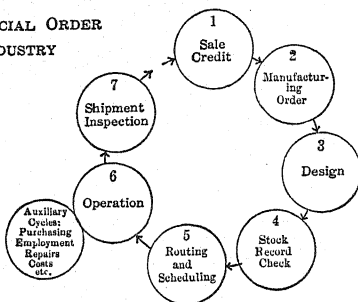 CIAL ORDER
DUSTRY
1
Sale
Credit
2
Manufactur-
ing
Order
3
Design
4
Stock
Record
Check
5
Routing
and
Scheduling
6
Operation
7
Shipment
Inspection
Auxiliary
Cycles:
Purchasing
Employment
Repairs
Costs
etc.